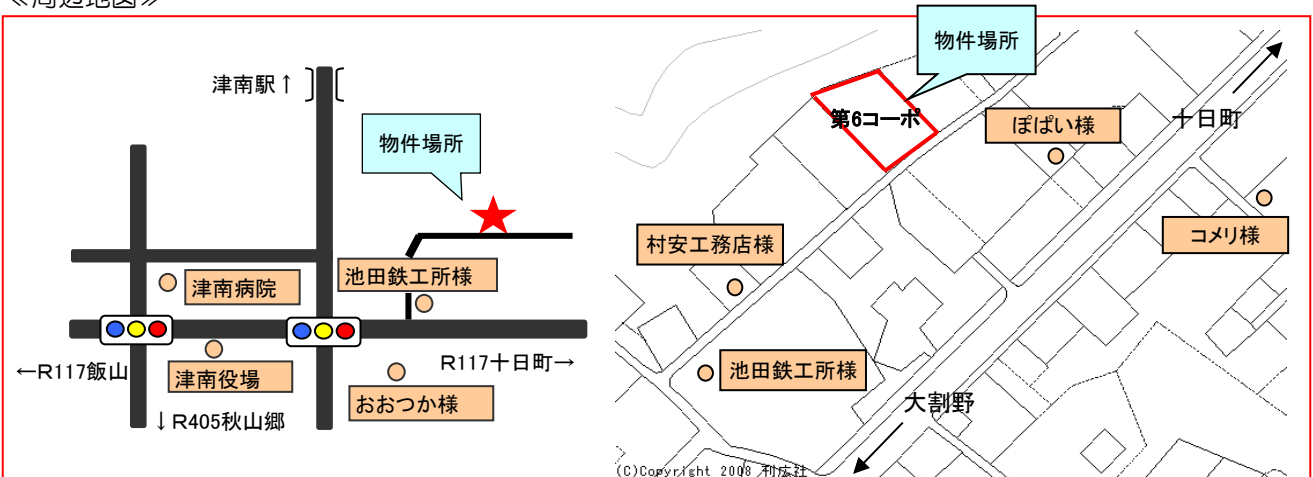 ≪周辺地図≫
津南駅↑
物件場所
津南病院
池田鉄工所様
←R117飯山
津南役場
R117十日町→
おおつか様
↓R405秋山郷
物件場所
第6コーポ
ぽぱい様
十日町
コメリ様
村安工務店様
池田鉄工所様
大割野
(C)Copyright 2008 刊広社